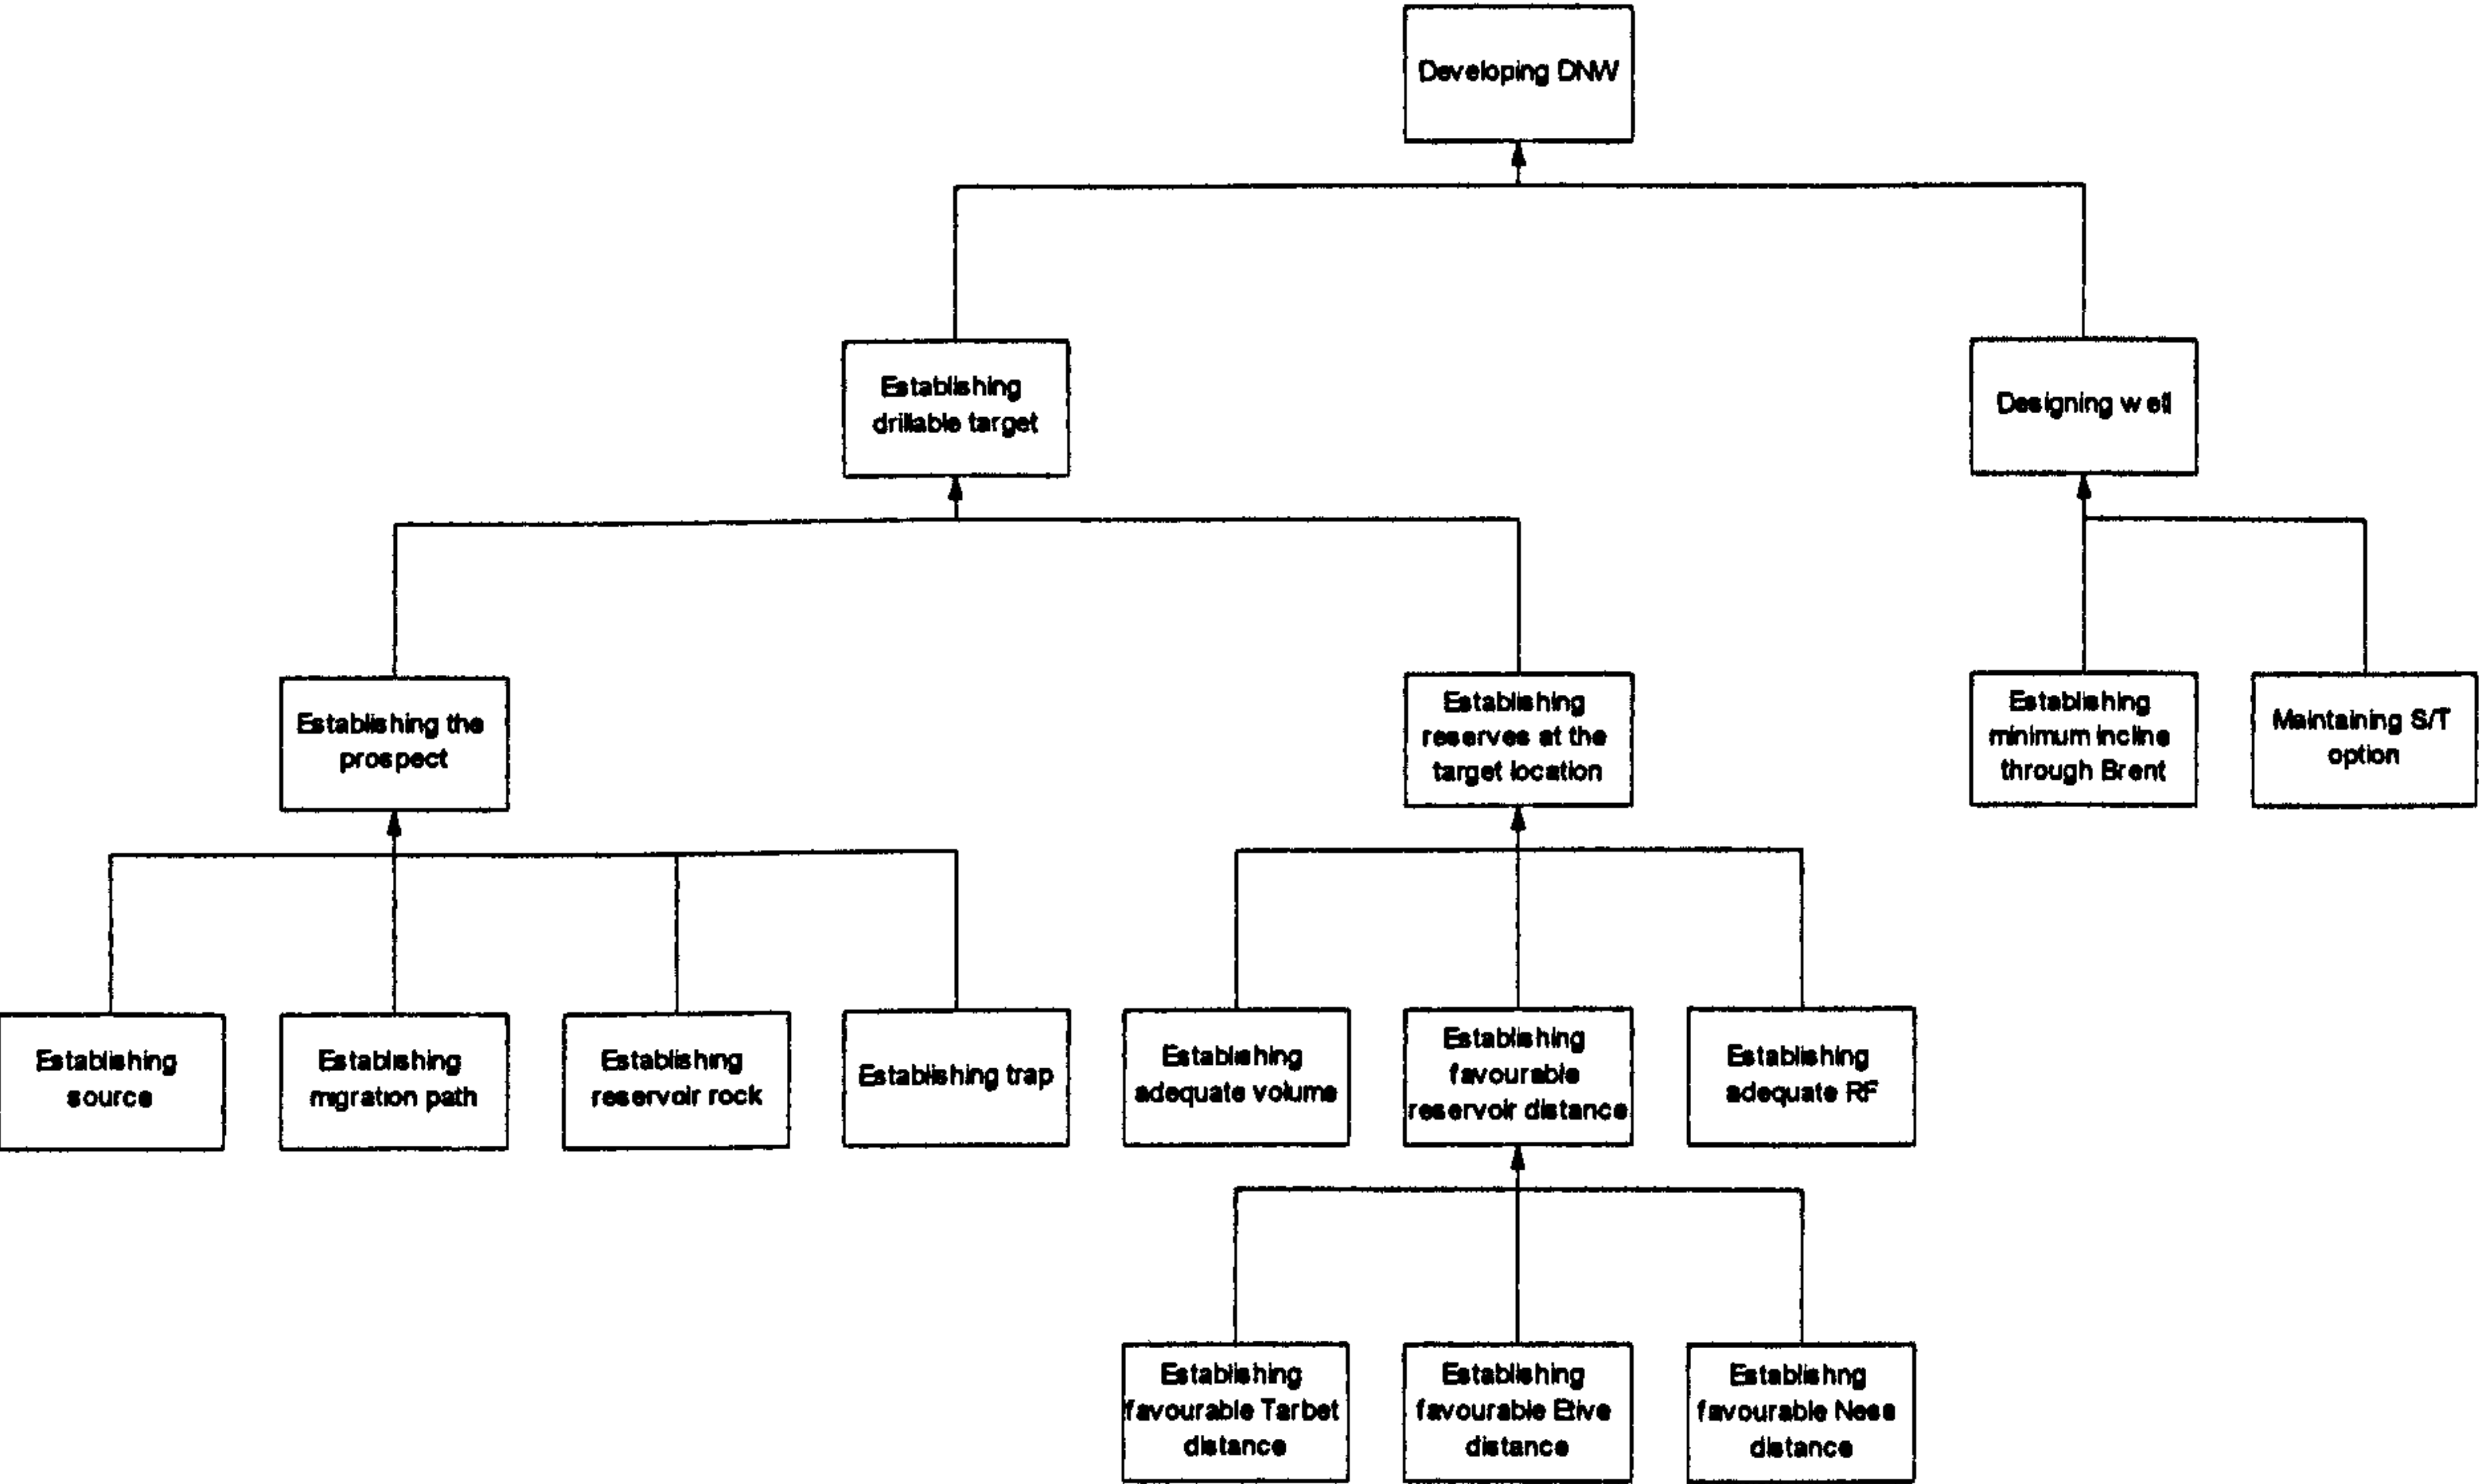 Developing DNW
Establishing
drillable target
Designing well
Establishing the
prospect
Establishing
reserves at the
target location
Establishing
minimum incline
through Brent
Maintaining S/T
option
Establishing
source
Establishing
migration path
Establishing
reservoir rock
Establishing trap
Establishing
adequate volume
Establishing
favourable
reservoir distance
Establishing
adequate RF
Establishing
favourable Tarbet
distance
Establishing
favourable Etive
distance
Establishng
favourable Ness
distance